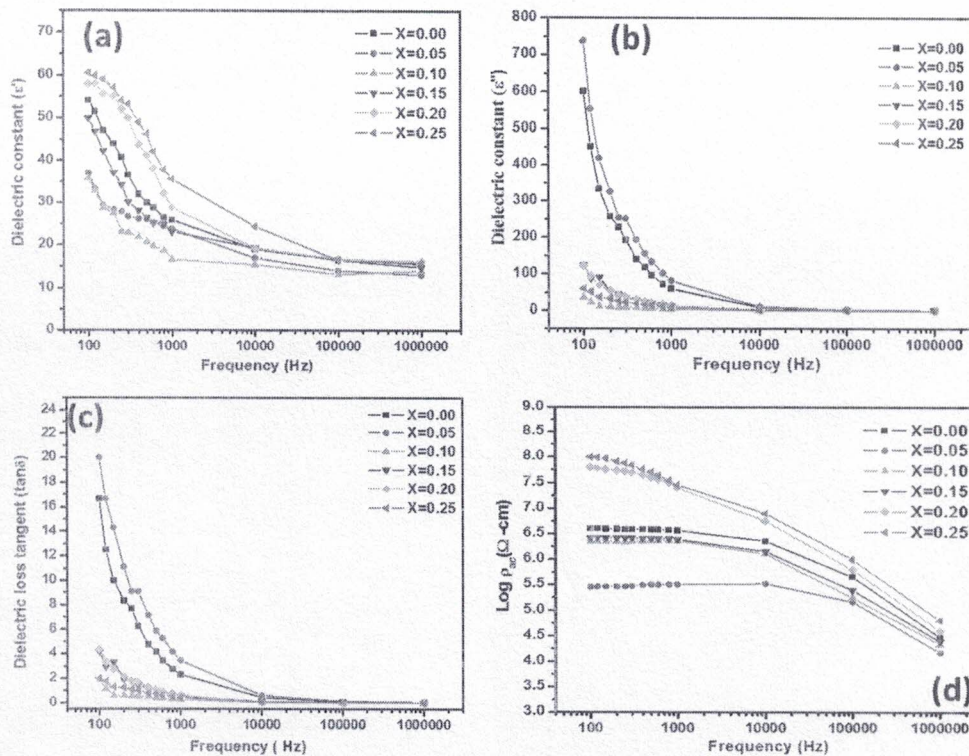 (a)
X=0.00
X=0.05
X=0.10
X=0.15
X=0.20
X=0.25
Dielectric constant (ε')
70
60
50
40
30
20
10
0
100 1000 10000 100000 1000000
Frequency (Hz)
(b)
X=0.00
X=0.05
X=0.10
X=0.15
X=0.20
X=0.25
Dielectric constant (ε'')
800
700
600
500
400
300
200
100
0
100 1000 10000 100000 1000000
Frequency (Hz)
(c)
X=0.00
X=0.05
X=0.10
X=0.15
X=0.20
X=0.25
Dielectric loss tangent (tanδ)
24
22
20
18
16
14
12
10
8
6
4
2
0
100 1000 10000 100000 1000000
Frequency ( Hz)
X=0.00
X=0.05
X=0.10
X=0.15
X=0.20
X=0.25
Log ρac(Ω-cm)
9.0
8.5
8.0
7.5
7.0
6.5
6.0
5.5
5.0
4.5
4.0
3.5
3.0
(d)
100 1000 10000 100000 1000000
Frequency (Hz)